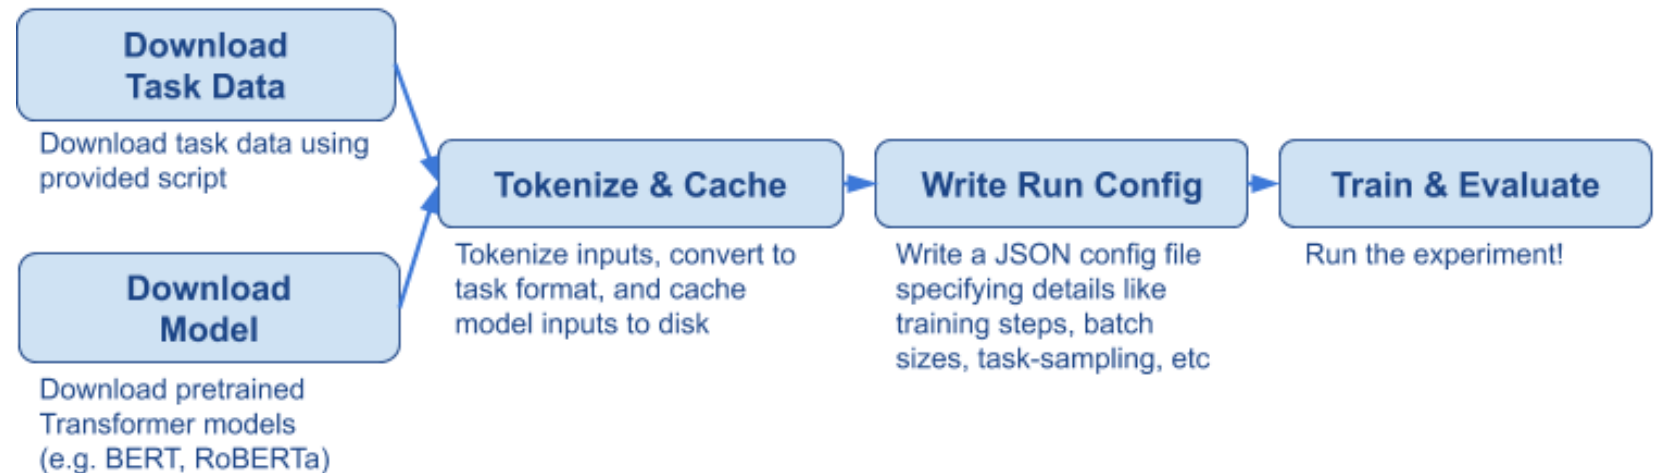 Download
Task Data
Download task data using
provided script
Download
Model
Download pretrained
Transformer models
(e.g. BERT, RoBERTa)
Tokenize & Cache
Tokenize inputs, convert to
task format, and cache
model inputs to disk
Write Run Config
Write a JSON config file
specifying details like
training steps, batch
sizes, task-sampling, etc
Train & Evaluate
Run the experiment!